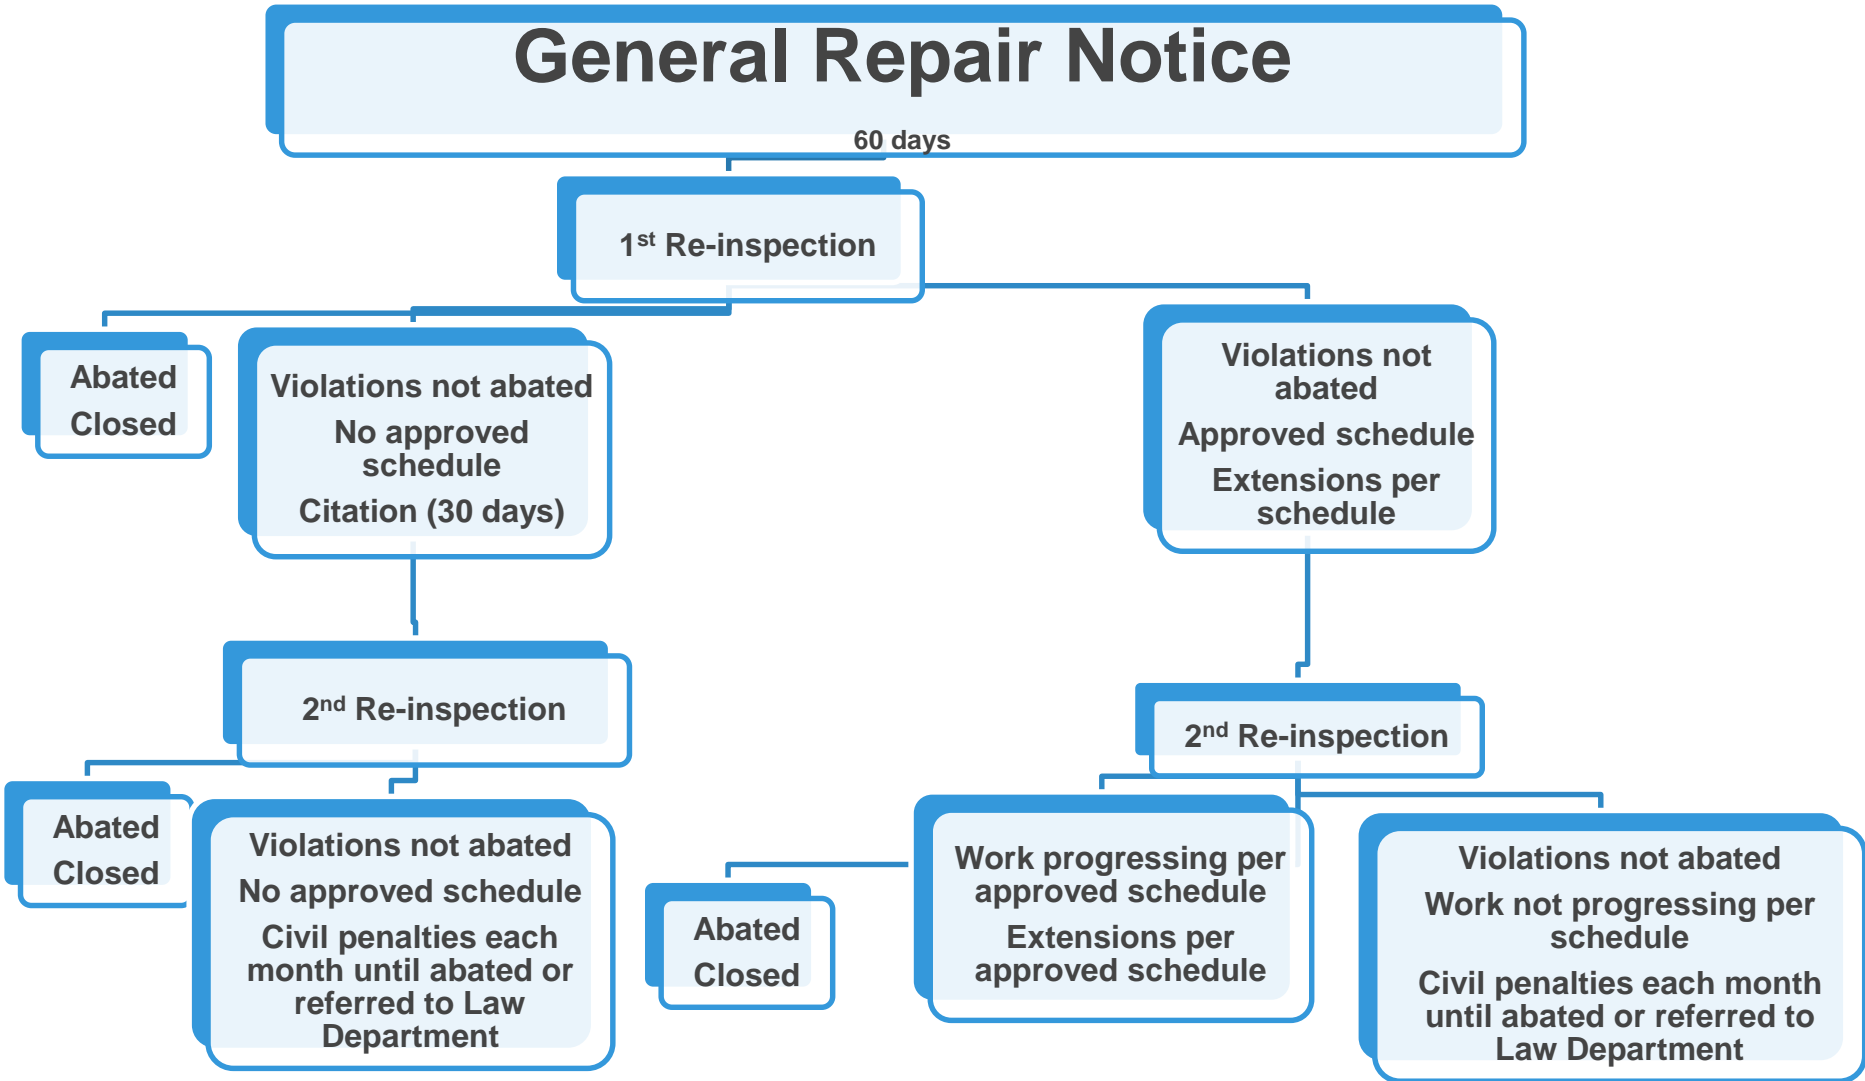 General Repair Notice
60 days
1st Re-inspection
Abated
Closed
Violations not abated
No approved
schedule
Citation (30 days)
Violations not
abated
Approved schedule
Extensions per
schedule
2nd Re-inspection
2nd Re-inspection
Abated
Closed
Violations not abated
No approved schedule
Civil penalties each
month until abated or
referred to Law
Department
Abated
Closed
Work progressing per
approved schedule
Extensions per
approved schedule
Violations not abated
Work not progressing per
schedule
Civil penalties each month
until abated or referred to
Law Department